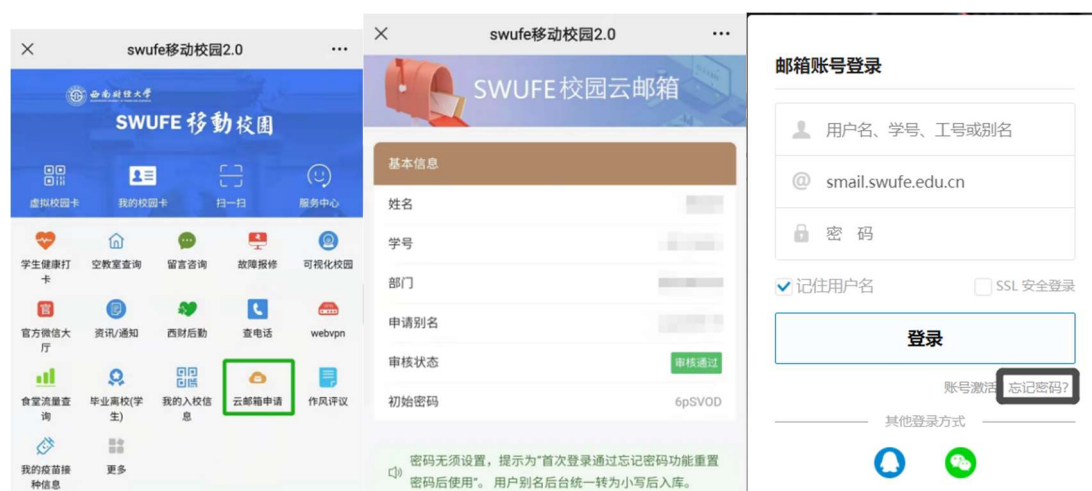 swufe移动校园2.0
西南财经大学
SWUFE 移動校園
虚拟校园卡
我的校园卡
扫一扫
服务中心
学生健康打
卡
空教室查询
留言咨询
故障报修
可视化校园
官方微信大
厅
资讯/通知
西财后勤
查电话
webvpn
食堂流量查
询
毕业离校(学
生)
我的入校信
息
云邮箱申请
作风评议
我的疫苗接
种信息
更多
swufe移动校园2.0
SWUFE校园云邮箱
基本信息
姓名
学号
部门
申请别名
审核状态
审核通过
初始密码
6pSVOD
密码无须设置，提示为"首次登录通过忘记密码功能重置
密码后使用"。 用户别名后台统一转为小写后入库。
邮箱账号登录
用户名、学号、工号或别名
@ smail.swufe.edu.cn
密 码
记住用户名
SSL 安全登录
登录
账号激活
忘记密码?
其他登录方式